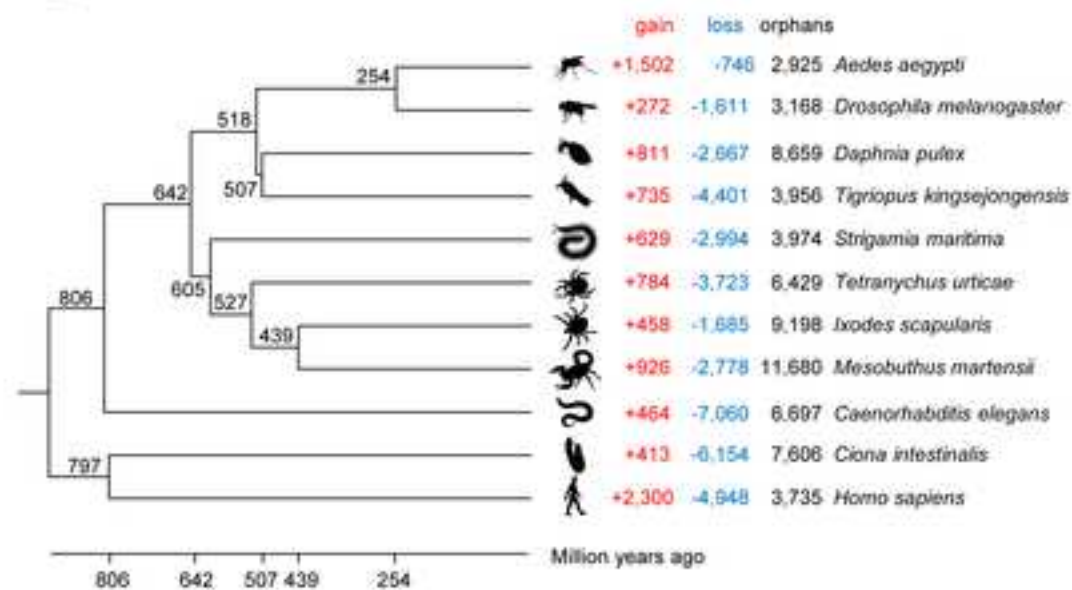 gain loss orphans
254 +1,502 -746 2,925 Aedes aegypti
+272 -1,611 3,168 Drosophila melanogaster
518
+811 -2,667 8,659 Daphnia pulex
642 507 +735 -4,401 3,956 Tigriopus kingsejongensis
+629 -2,994 3,974 Strigamia maritima
605 527 +784 -3,723 6,429 Tetranychus urticae
806
439 +458 -1,685 9,198 Ixodes scapularis
+926 -2,778 11,680 Mesobuthus martensii
+464 -7,060 6,697 Caenorhabditis elegans
797 +413 -6,154 7,606 Ciona intestinalis
+2,300 -4,948 3,735 Homo sapiens
Million years ago
806 642 507 439 254